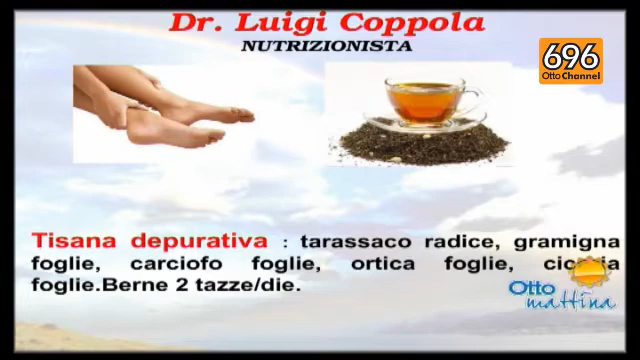 Dr. Luigi Coppola
NUTRIZIONISTA
696
Otto Channel
Tisana depurativa : tarassaco radice, gramigna
foglie, carciofo foglie, ortica foglie,
foglie.Berne 2 tazze/die.
Otto
mattina